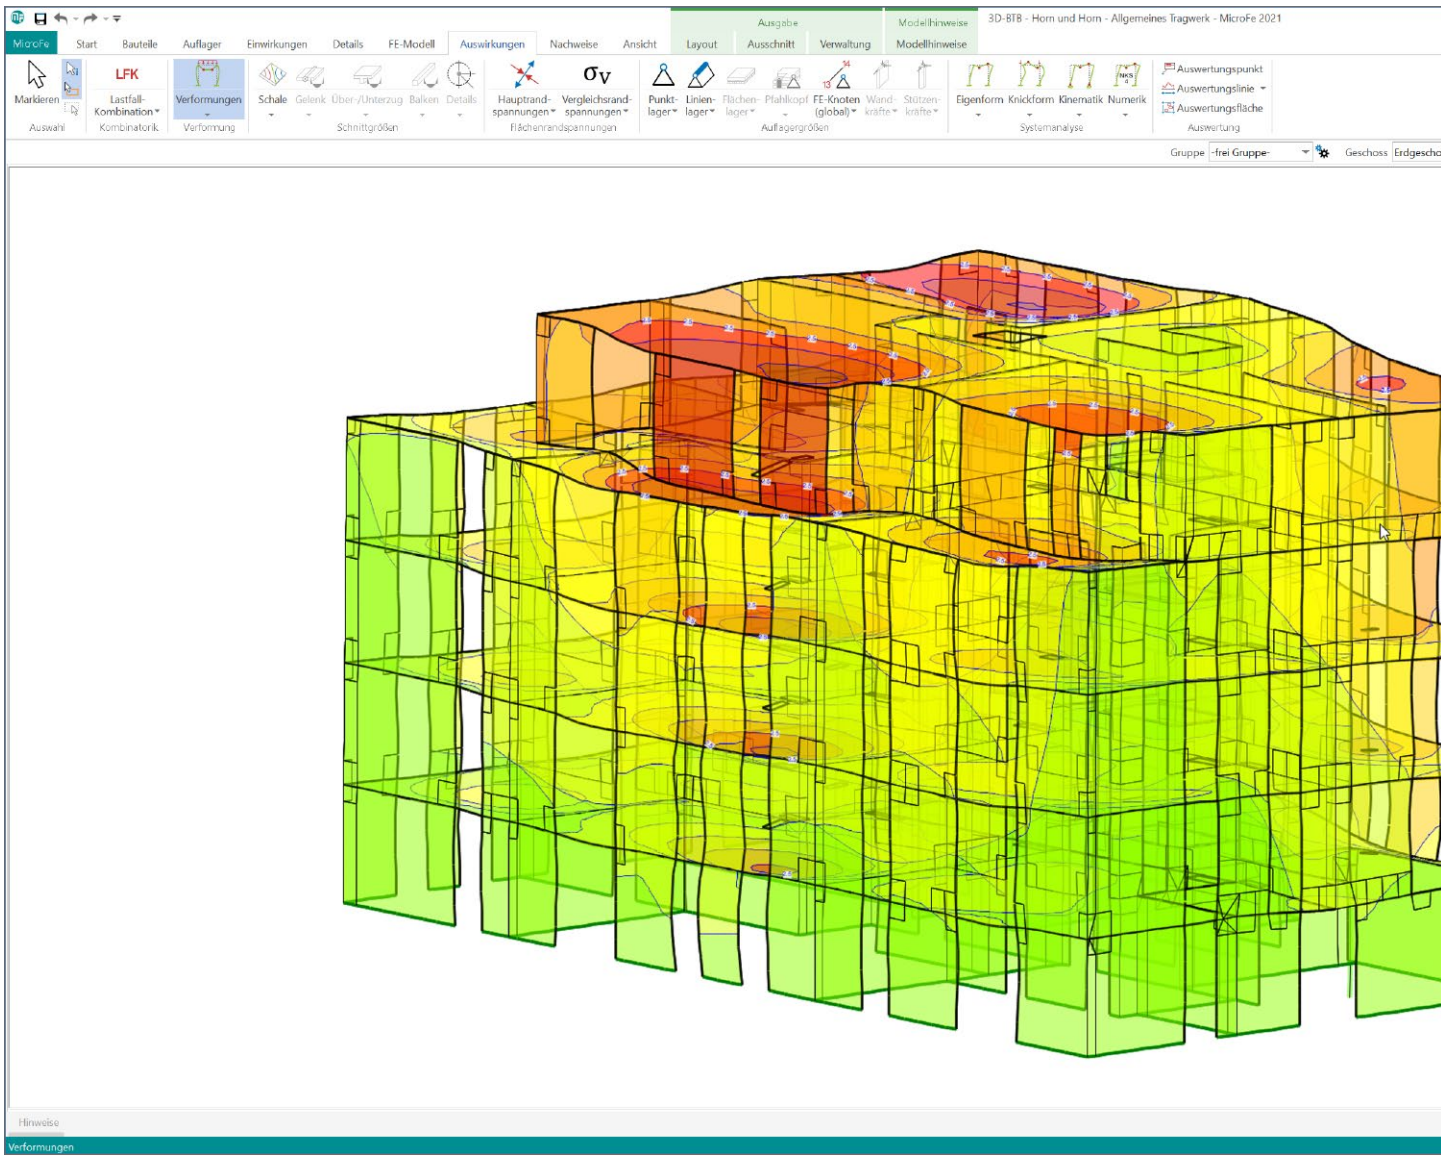 Ausgabe Modellhinweise 3D-BTB - Horn und Horn - Allgemeines Tragwerk - MicroFe 2021
MicroFe Start Bauteile Auflager Einwirkungen Details FE-Modell Auswirkungen Nachweise Ansicht Layout Ausschnitt Verwaltung Modellhinweise
LFK σv
Markieren Lastfall-Kombination Verformungen Schale Gelenk Über-/Unterzug Balken Details Hauptrand-spannungen Vergleichsrand-spannungen Punkt-lager Linien-lager Flächen-lager Pfahlkopf FE-Knoten (global) Wand-kräfte Stützen-kräfte Eigenform Knickform Kinematik Numerik
Auswertungspunkt
Auswertungslinie
Auswertungsfläche
Auswahl Kombinatorik Verformung Schnittgrößen Flächenrandspannungen Auflagergrößen Systemanalyse Auswertung
Gruppe -frei Gruppe- Geschoss Erdgescho
Hinweise
Verformungen